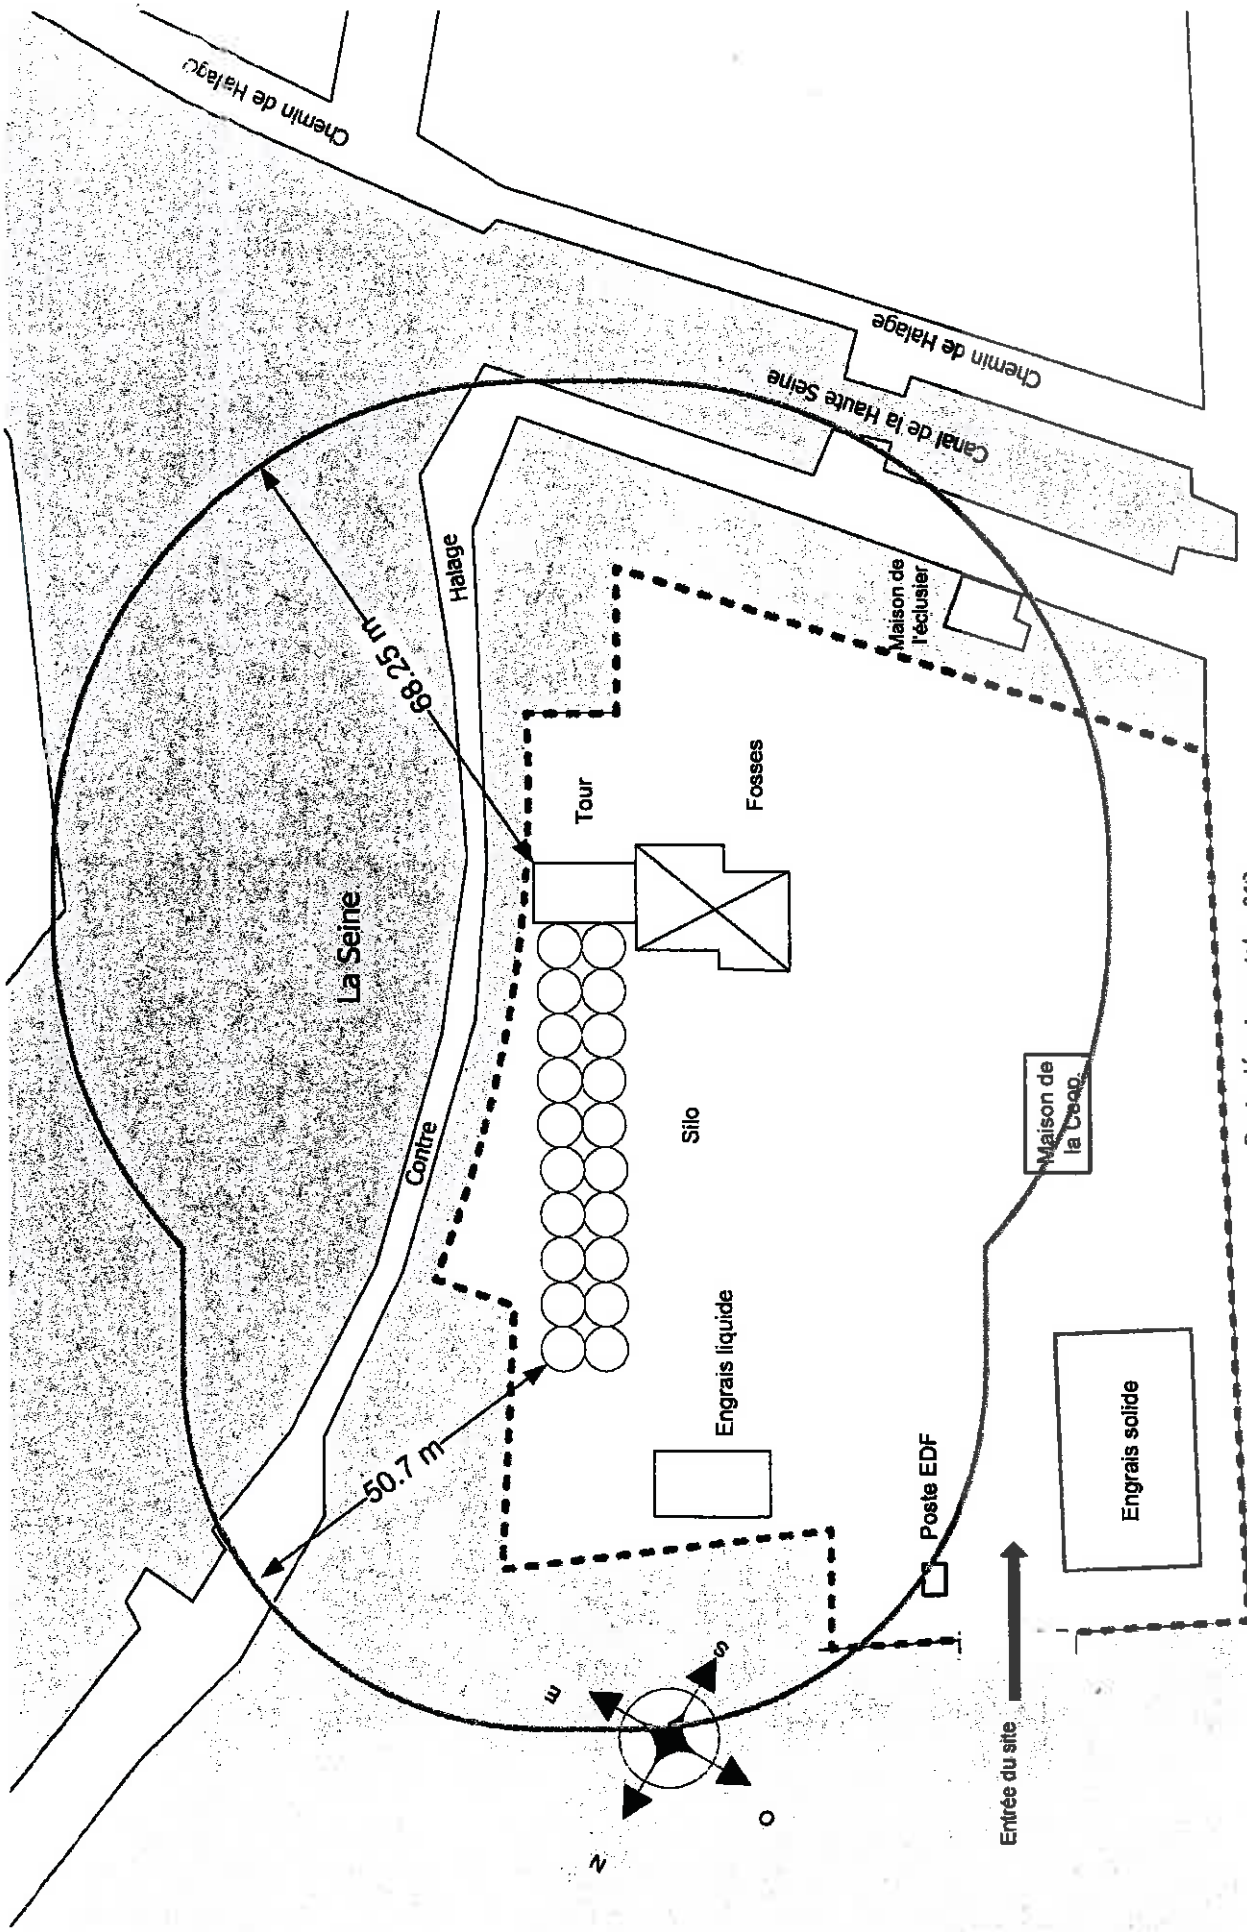 Chemin de Halage
Chemin de Halage
Canal de la Haute Seine
La Seine
68.25 m
Halage
Contre
Tour
Fosses
Maison de
l'éclusier
Silo
Maison de
la Coop.
50.7 m
Engrais liquide
Poste EDF
Engrais solide
Entrée du site
N
E
S
O